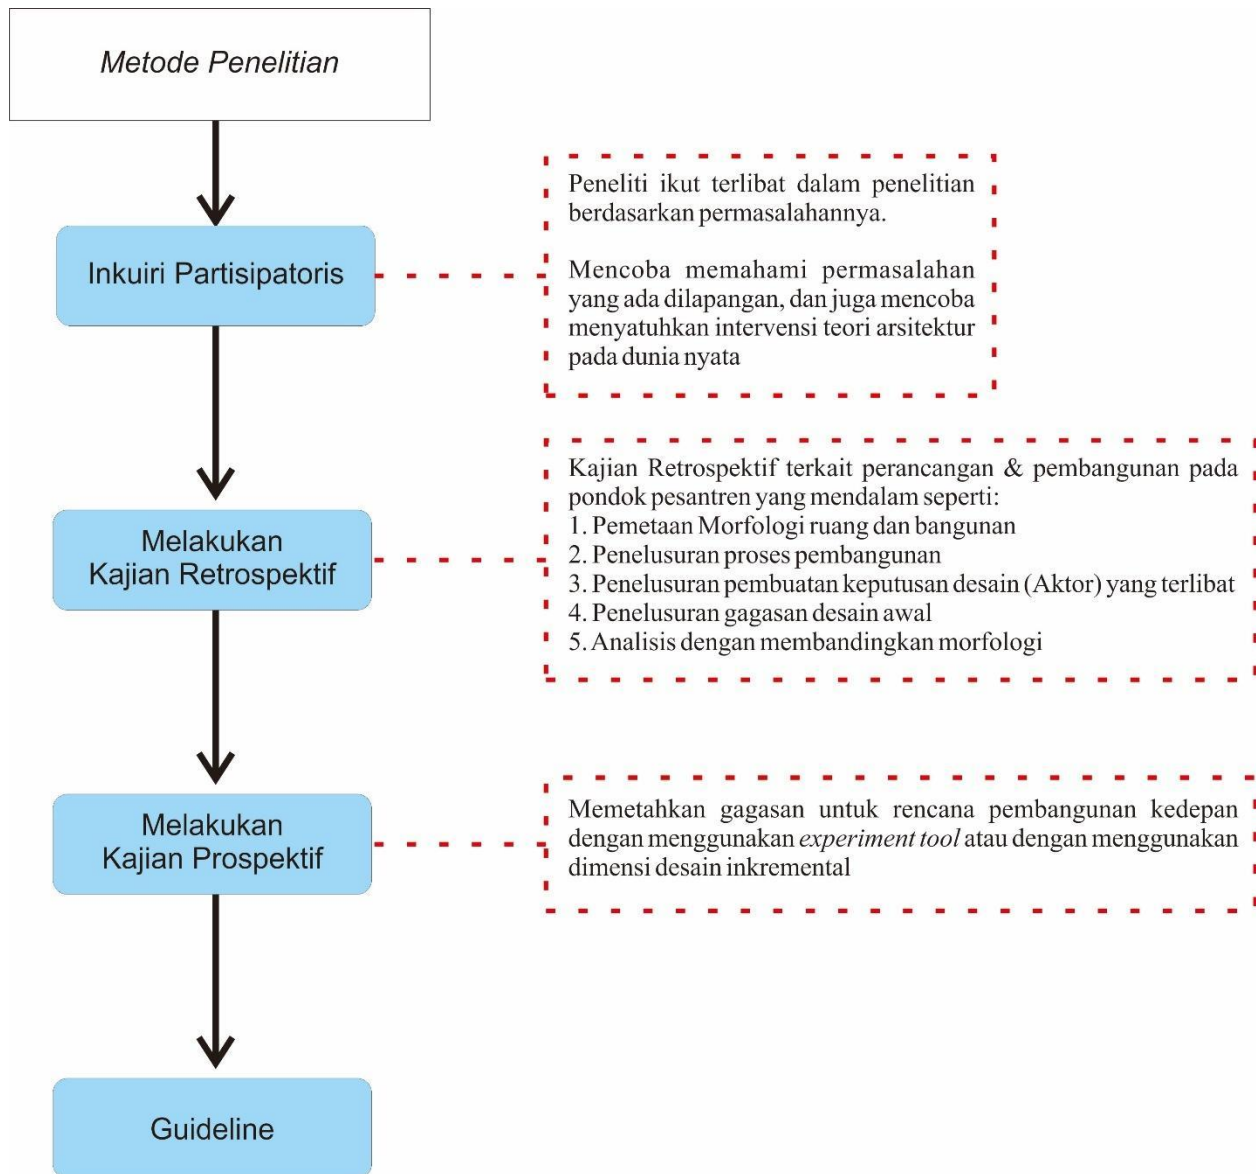 Metode Penelitian
Inkuiri Partisipatoris
Peneliti ikut terlibat dalam penelitian
berdasarkan permasalahannya.
Mencoba memahami permasalahan
yang ada dilapangan, dan juga mencoba
menyatuhkan intervensi teori arsitektur
pada dunia nyata
Melakukan
Kajian Retrospektif
Kajian Retrospektif terkait perancangan & pembangunan pada
pondok pesantren yang mendalam seperti:
1. Pemetaan Morfologi ruang dan bangunan
2. Penelusuran proses pembangunan
3. Penelusuran pembuatan keputusan desain (Aktor) yang terlibat
4. Penelusuran gagasan desain awal
5. Analisis dengan membandingkan morfologi
Melakukan
Kajian Prospektif
Memetahkan gagasan untuk rencana pembangunan kedepan
dengan menggunakan experiment tool atau dengan menggunakan
dimensi desain inkremental
Guideline